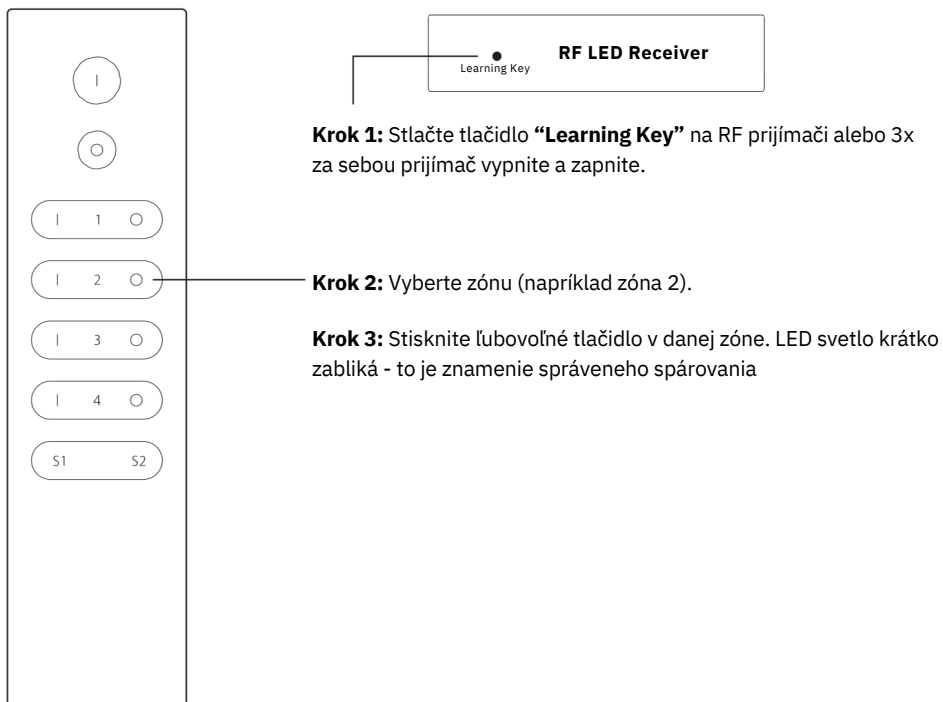 RF LED Receiver
Learning Key
Krok 1: Stlačte tlačidlo “Learning Key” na RF prijímači alebo 3x
za sebou prijímač vypnite a zapnite.
I
I 1 O
I 2 O
Krok 2: Vyberte zónu (napríklad zóna 2).
I 3 O
Krok 3: Stisknite ľubovoľné tlačidlo v danej zóne. LED svetlo krátko
zabliká - to je znamenie správeneho spárovania
I 4 O
S1 S2